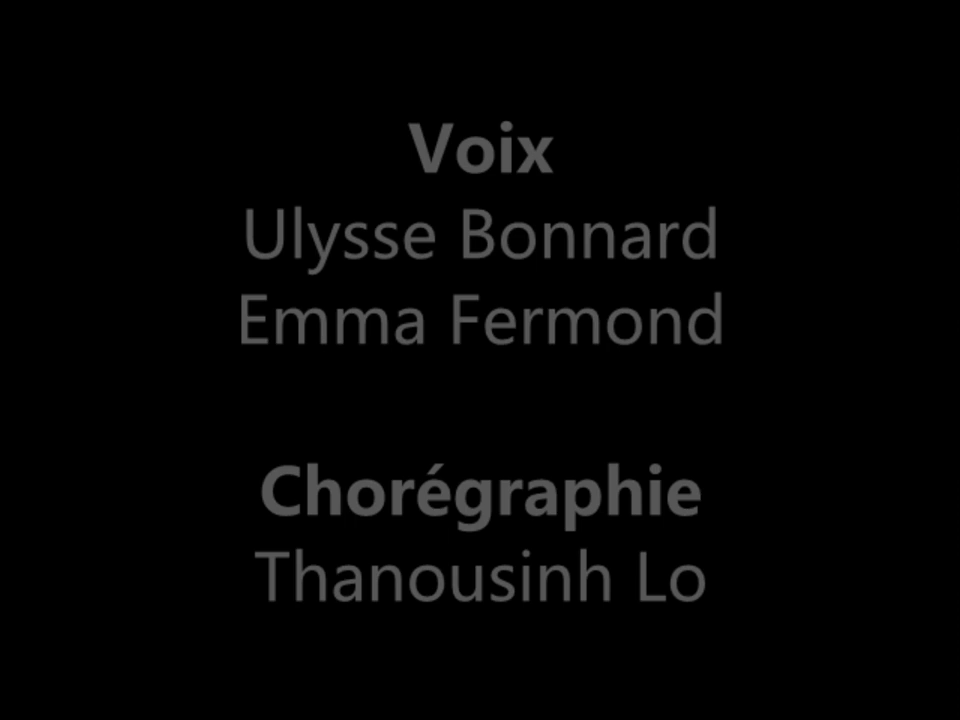 Voix
Ulysse Bonnard
Emma Fermond
Chorégraphie
Thanousinh Lo